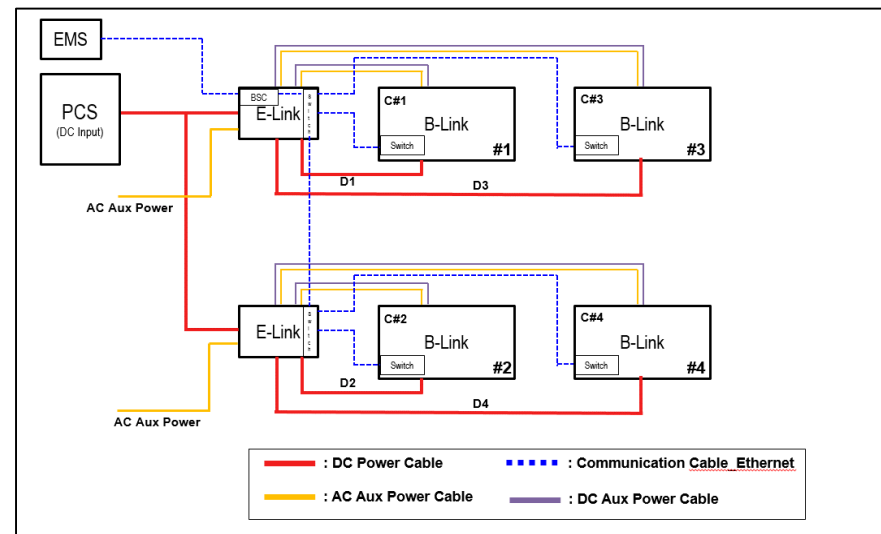 EMS
PCS
(DC Input)
BSC
E-Link
Switch
C#1
B-Link
Switch
#1
C#3
B-Link
Switch
#3
D1
D3
AC Aux Power
E-Link
Switch
C#2
B-Link
Switch
#2
C#4
B-Link
Switch
#4
D2
D4
AC Aux Power
: DC Power Cable
: Communication Cable_Ethernet
: AC Aux Power Cable
: DC Aux Power Cable